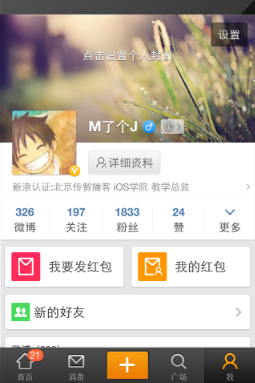 设置
点击设置个人封面
M了个J
详细资料
新浪认证:北京传智播客 iOS学院 教学总监
326 197 1833 24
微博 关注 粉丝 赞 更多
我要发红包 我的红包
新的好友
21
首页 消息 广场 我